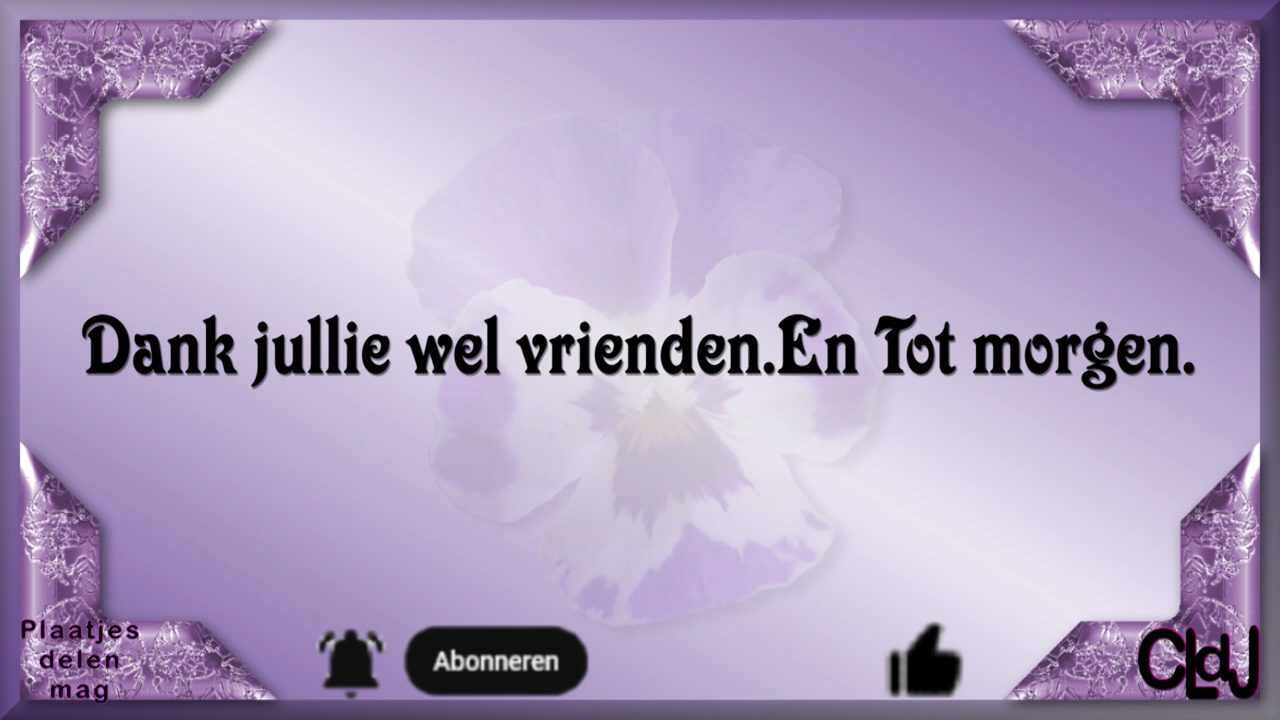 Dank jullie wel vrienden.En Tot morgen.
Plaatjes
delen
mag
Abonneren
CLdJ